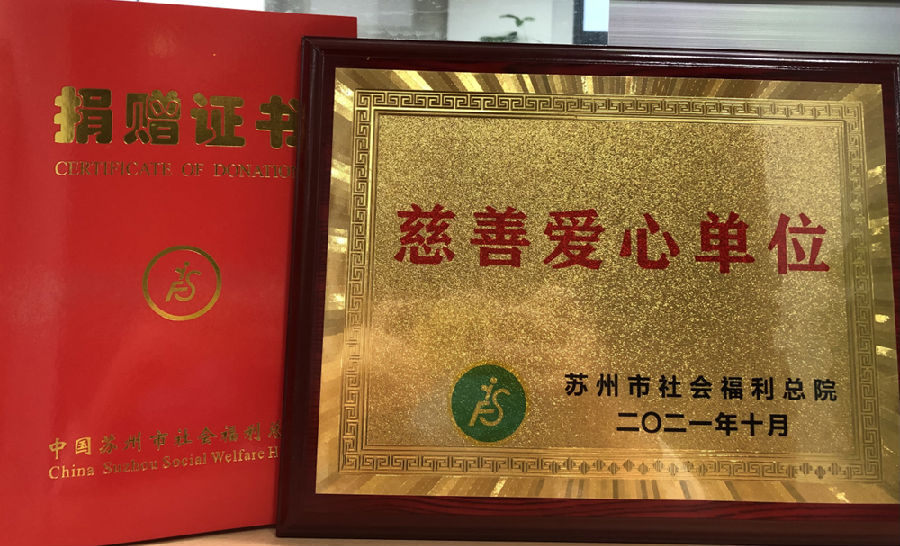 捐赠证书
CERTIFICATE OF DONATION
中国苏州市社会福利
China Suzhou Social Welfare
慈善爱心单位
苏州市社会福利总院
二〇二一年十月